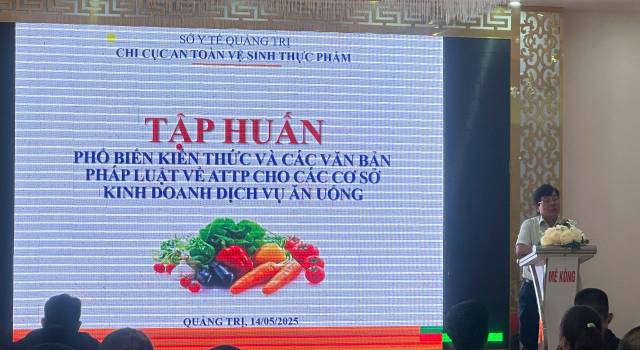 SỞ Y TẾ QUẢNG TRỊ
CHI CỤC AN TOÀN VỆ SINH THỰC PHẨM
TẬP HUẤN
PHỔ BIẾN KIẾN THỨC VÀ CÁC VĂN BẢN
PHÁP LUẬT VỀ ATTP CHO CÁC CƠ SỞ
KINH DOANH DỊCH VỤ ĂN UỐNG
QUẢNG TRỊ, 14/05/2025
MÊ KÔNG